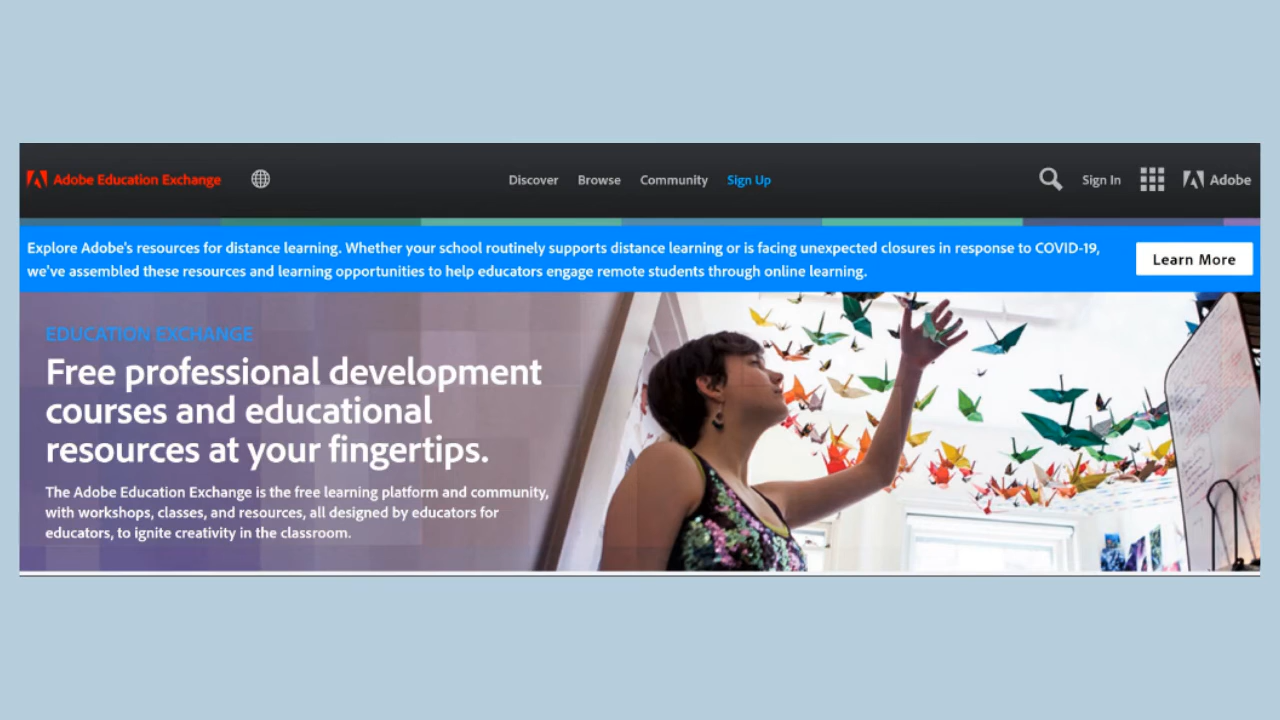 Adobe Education Exchange
Discover Browse Community Sign Up
Sign In
Adobe
Explore Adobe's resources for distance learning. Whether your school routinely supports distance learning or is facing unexpected closures in response to COVID-19,
we've assembled these resources and learning opportunities to help educators engage remote students through online learning.
Learn More
EDUCATION EXCHANGE
Free professional development
courses and educational
resources at your fingertips.
The Adobe Education Exchange is the free learning platform and community,
with workshops, classes, and resources, all designed by educators for
educators, to ignite creativity in the classroom.